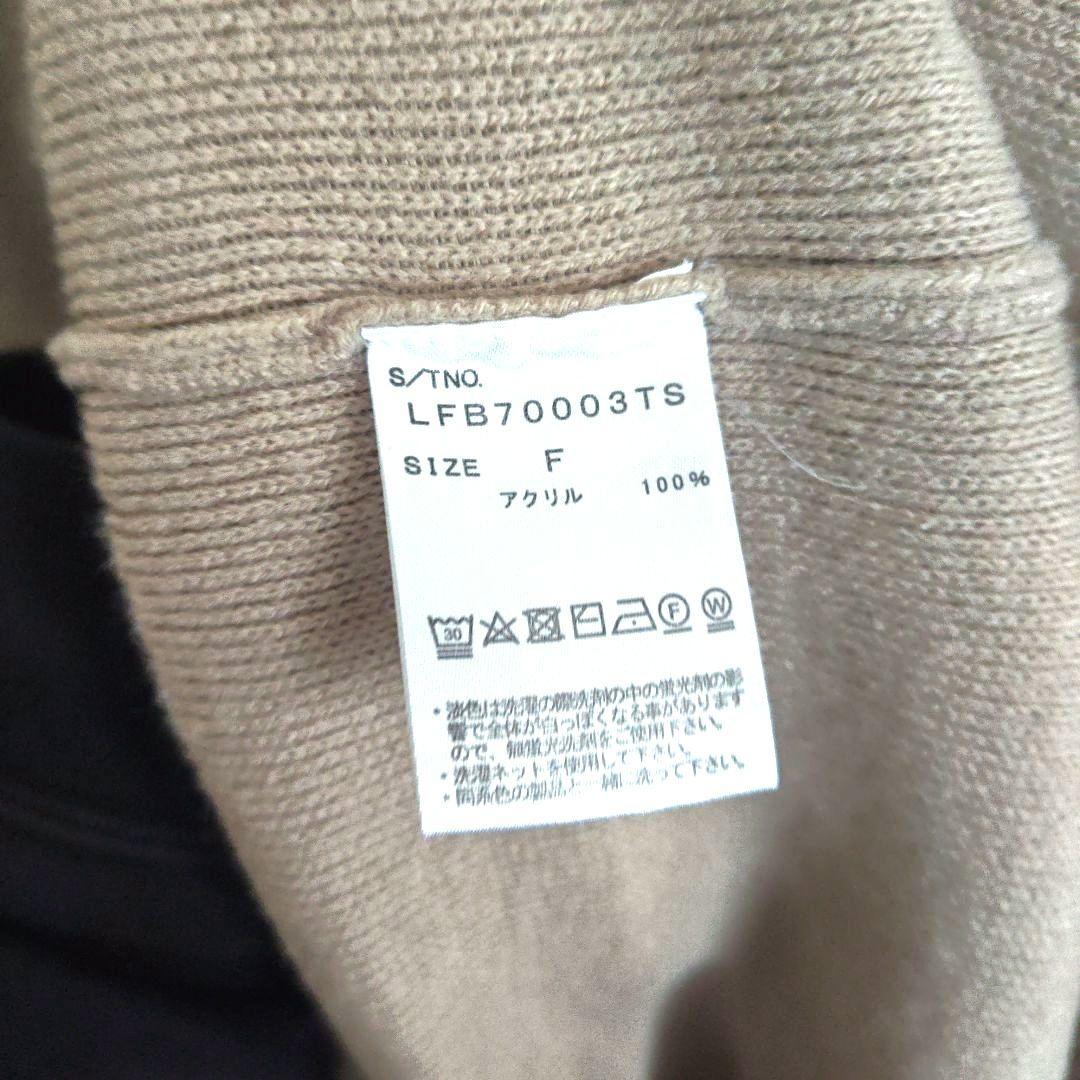 S/TNO.
LFB70003TS
SIZE F
アクリル 100%
30
F
W
・淡色は洗濯の際洗剤の中の蛍光剤の影
響で全体が白っぽくなる事があります
ので、無蛍光洗剤をご使用下さい。
・洗濯ネットを使用して下さい。
・同系色の製品と一緒に洗って下さい。